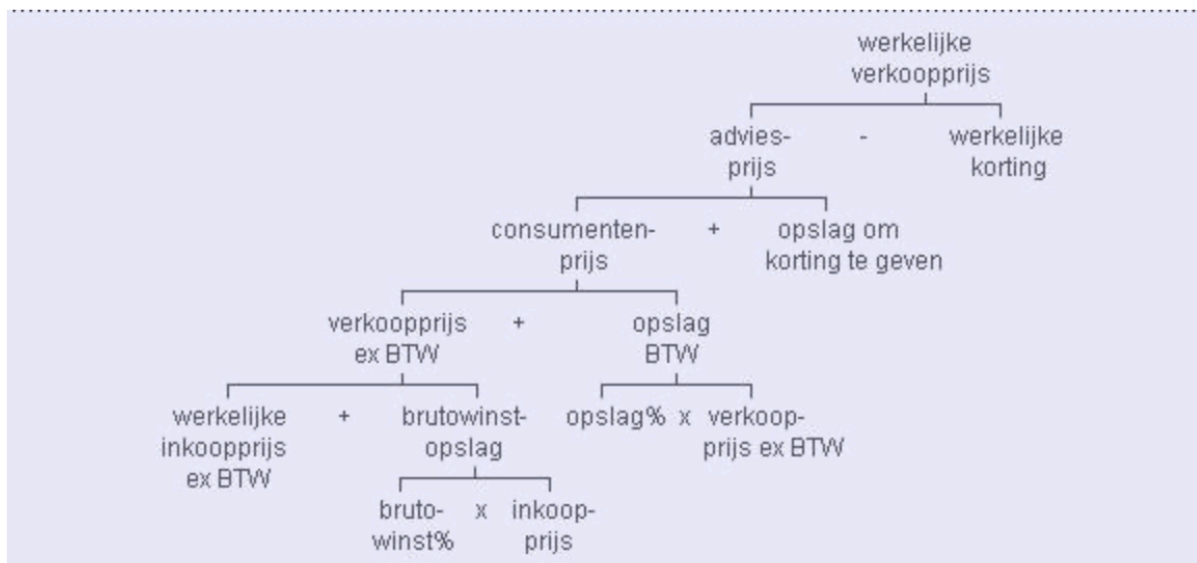 werkelijke
verkoopprijs
advies-
prijs
-
werkelijke
korting
consumenten-
prijs
+
opslag om
korting te geven
verkoopprijs
ex BTW
+
opslag
BTW
werkelijke
inkoopprijs
ex BTW
+
brutowinst-
opslag
opslag% x verkoop-
prijs ex BTW
bruto-
winst%
x
inkoop-
prijs